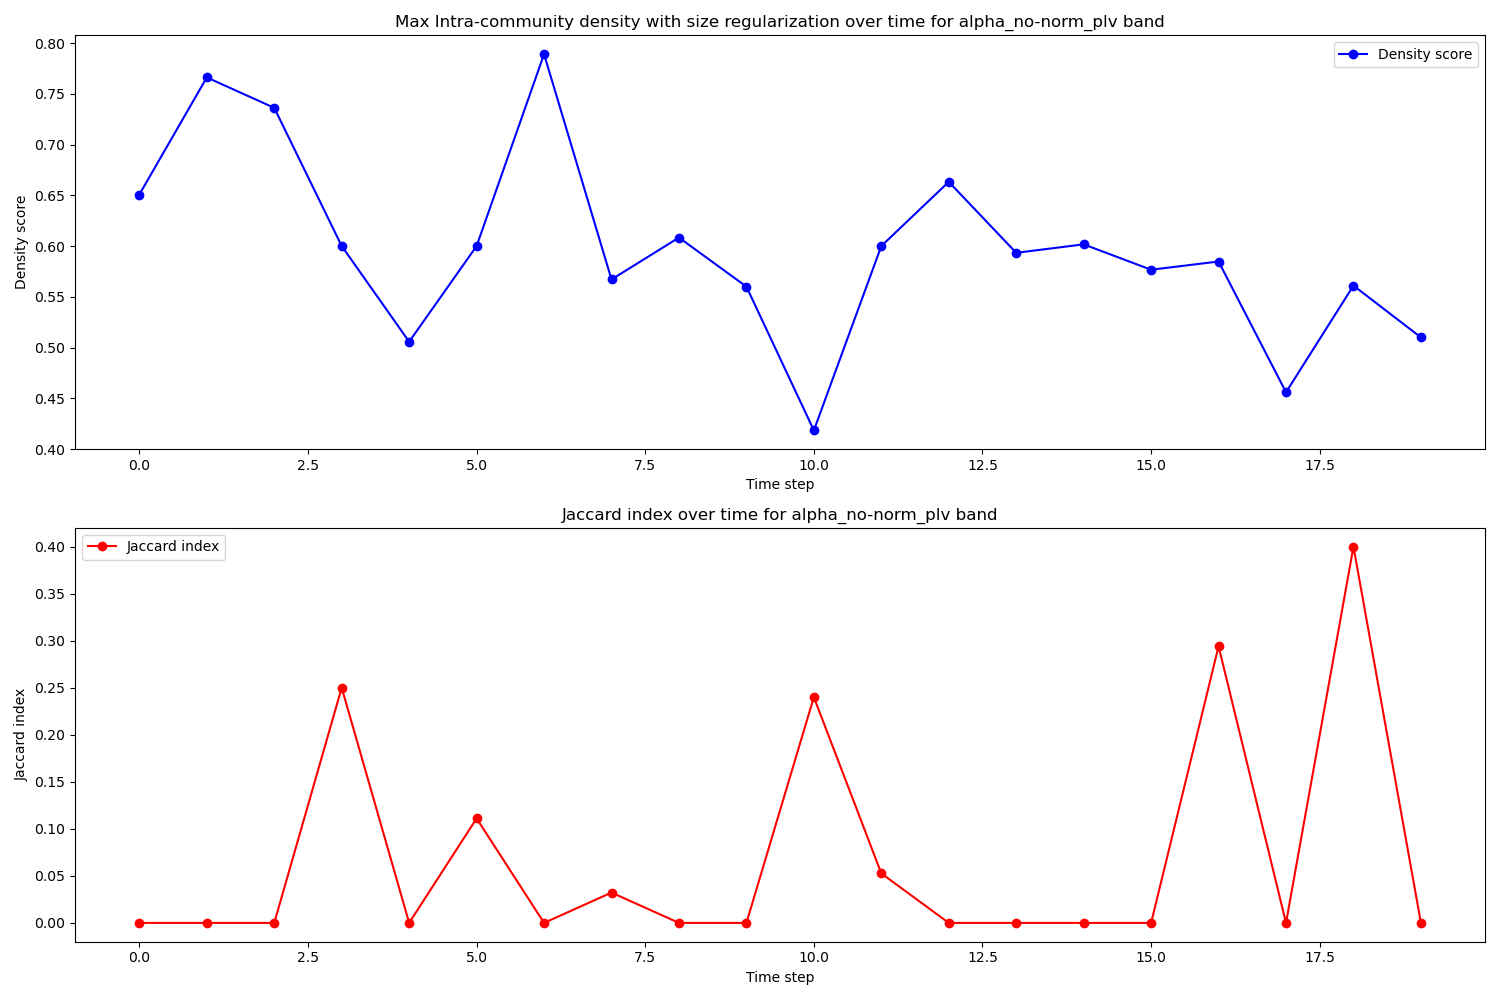 Max Intra-community density with size regularization over time for alpha_no-norm_plv band
Density score
0.80
0.75
0.70
0.65
0.60
0.55
0.50
0.45
0.40
Density score
0.0 2.5 5.0 7.5 10.0 12.5 15.0 17.5
Time step
Jaccard index over time for alpha_no-norm_plv band
Jaccard index
0.40
0.35
0.30
0.25
0.20
0.15
0.10
0.05
0.00
Jaccard index
0.0 2.5 5.0 7.5 10.0 12.5 15.0 17.5
Time step